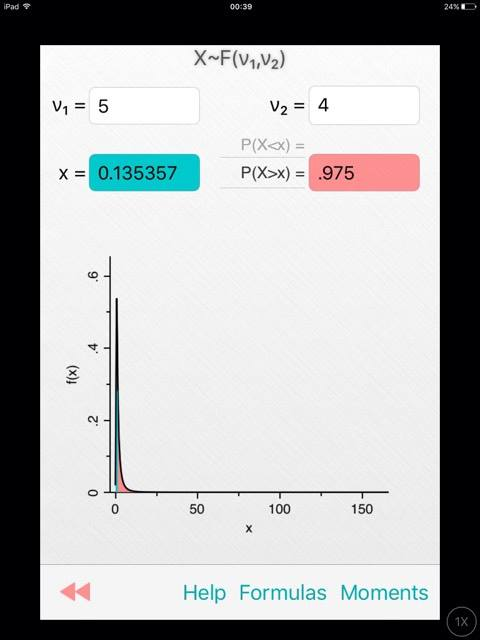 iPad 00:39 24%
X~F(ν₁,ν₂)
ν₁ = 5 ν₂ = 4
P(X<x) =
x = 0.135357 P(X>x) = .975
.6
.4
.2
0
f(x)
0 50 100 150
x
Help Formulas Moments
1X